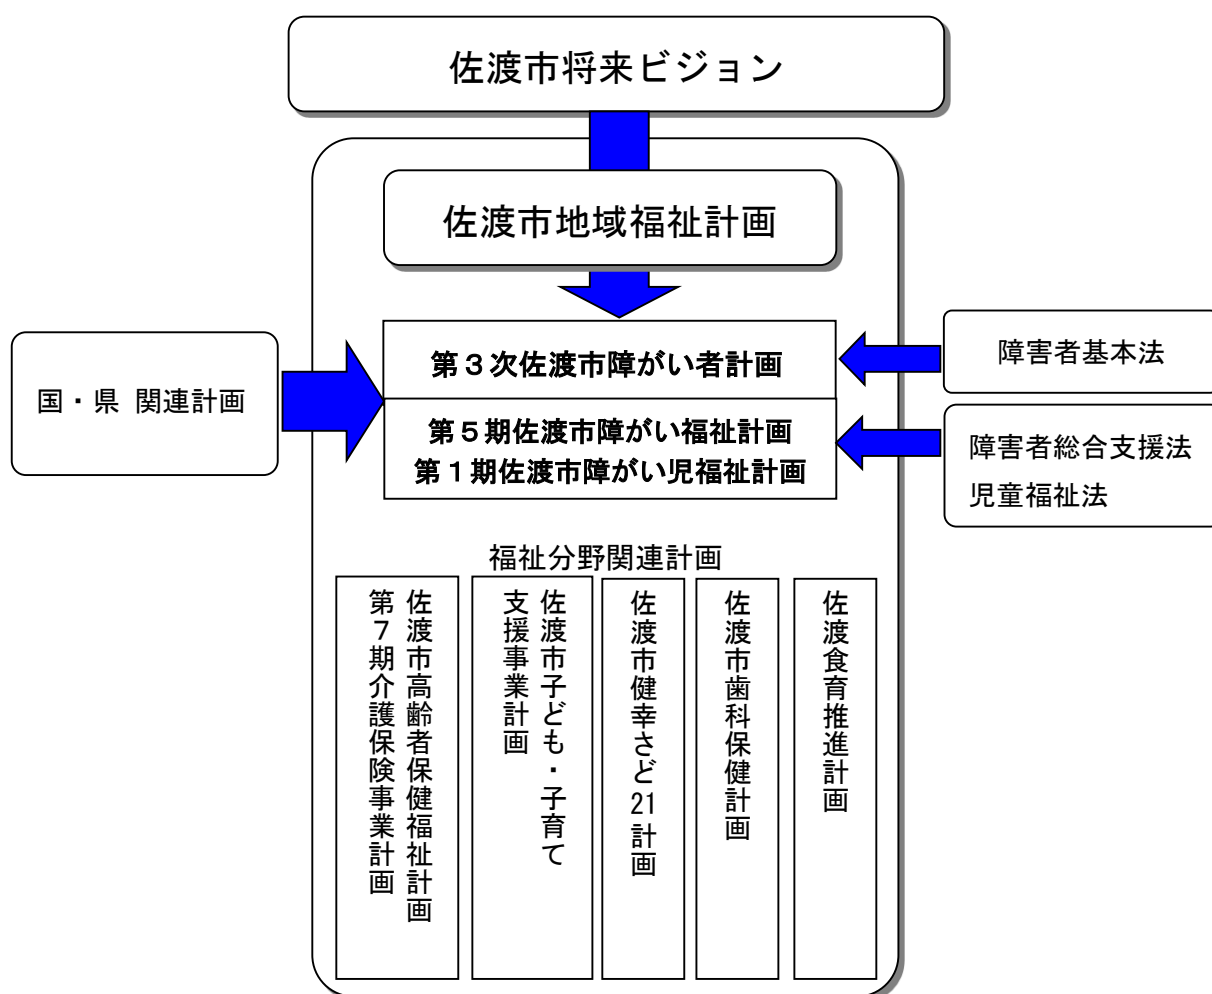 佐渡市将来ビジョン
佐渡市地域福祉計画
国・県 関連計画
第３次佐渡市障がい者計画
第５期佐渡市障がい福祉計画
第１期佐渡市障がい児福祉計画
障害者基本法
障害者総合支援法
児童福祉法
福祉分野関連計画
佐渡市高齢者保健福祉計画
第７期介護保険事業計画
佐渡市子ども・子育て
支援事業計画
佐渡市健幸さど21計画
佐渡市歯科保健計画
佐渡食育推進計画